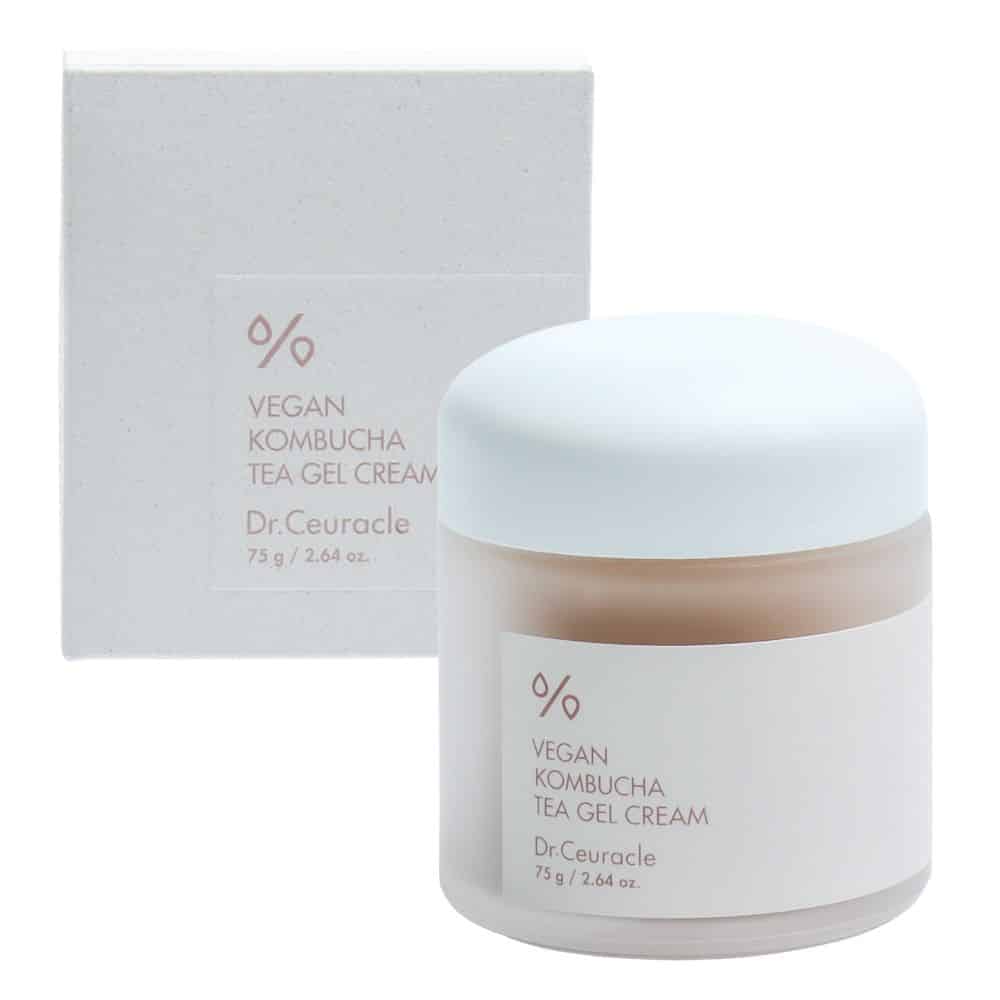 %
VEGAN
KOMBUCHA
TEA GEL CREAM
Dr.Ceuracle
75 g / 2.64 oz.
%
VEGAN
KOMBUCHA
TEA GEL CREAM
Dr.Ceuracle
75 g / 2.64 oz.